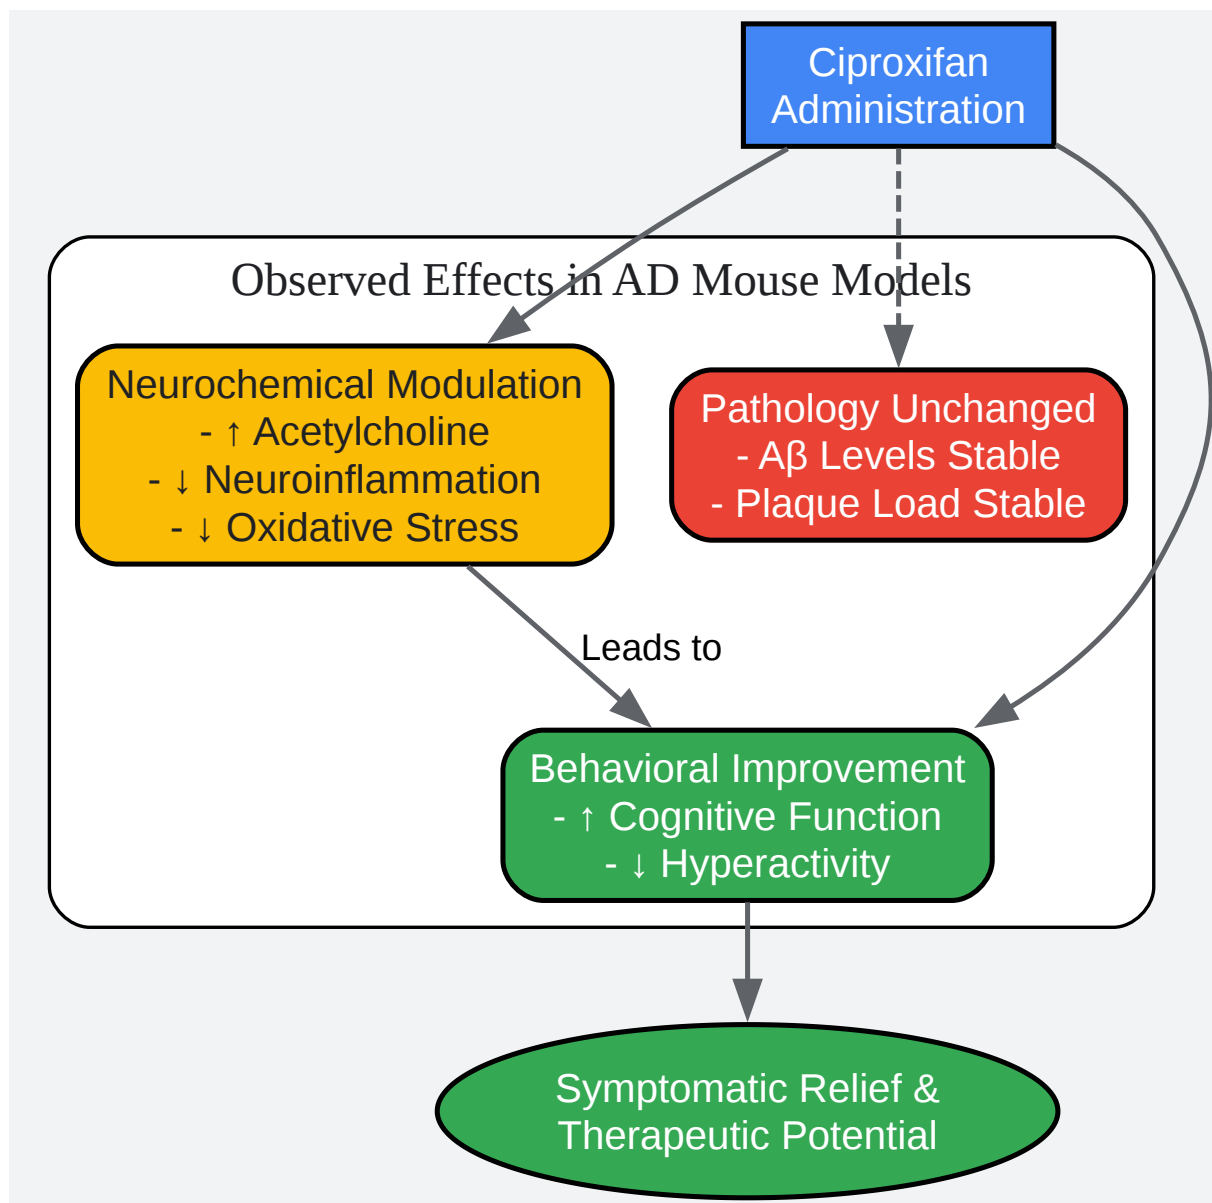 Ciproxifan
Administration
Observed Effects in AD Mouse Models
Neurochemical Modulation
- ↑ Acetylcholine
- ↓ Neuroinflammation
- ↓ Oxidative Stress
Pathology Unchanged
- Aβ Levels Stable
- Plaque Load Stable
Leads to
Behavioral Improvement
- ↑ Cognitive Function
- ↓ Hyperactivity
Symptomatic Relief &
Therapeutic Potential